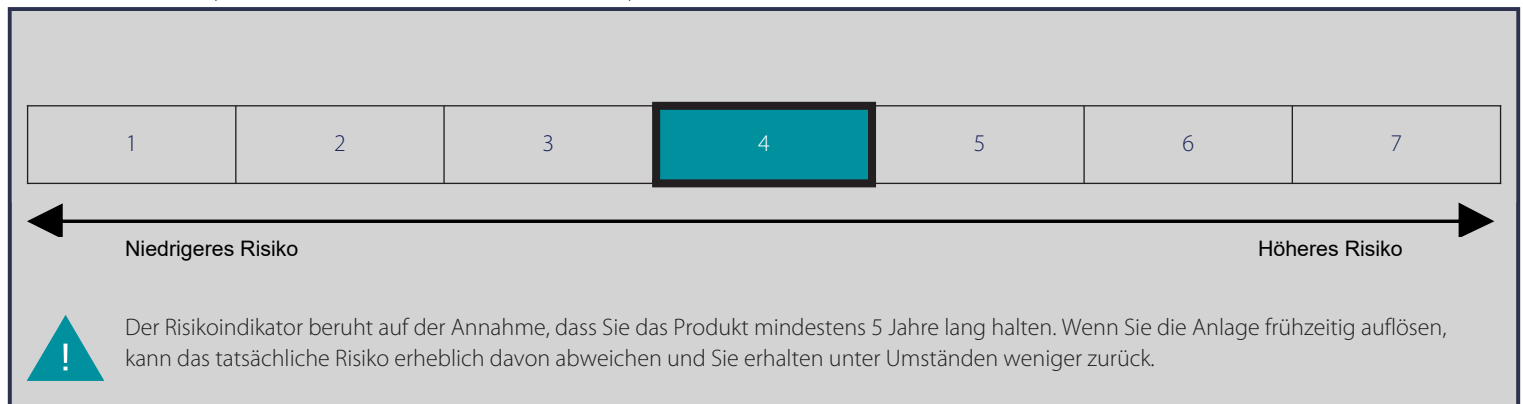 1 2 3 4 5 6 7
Niedrigeres Risiko Höheres Risiko
! Der Risikoindikator beruht auf der Annahme, dass Sie das Produkt mindestens 5 Jahre lang halten. Wenn Sie die Anlage frühzeitig auflösen,
kann das tatsächliche Risiko erheblich davon abweichen und Sie erhalten unter Umständen weniger zurück.